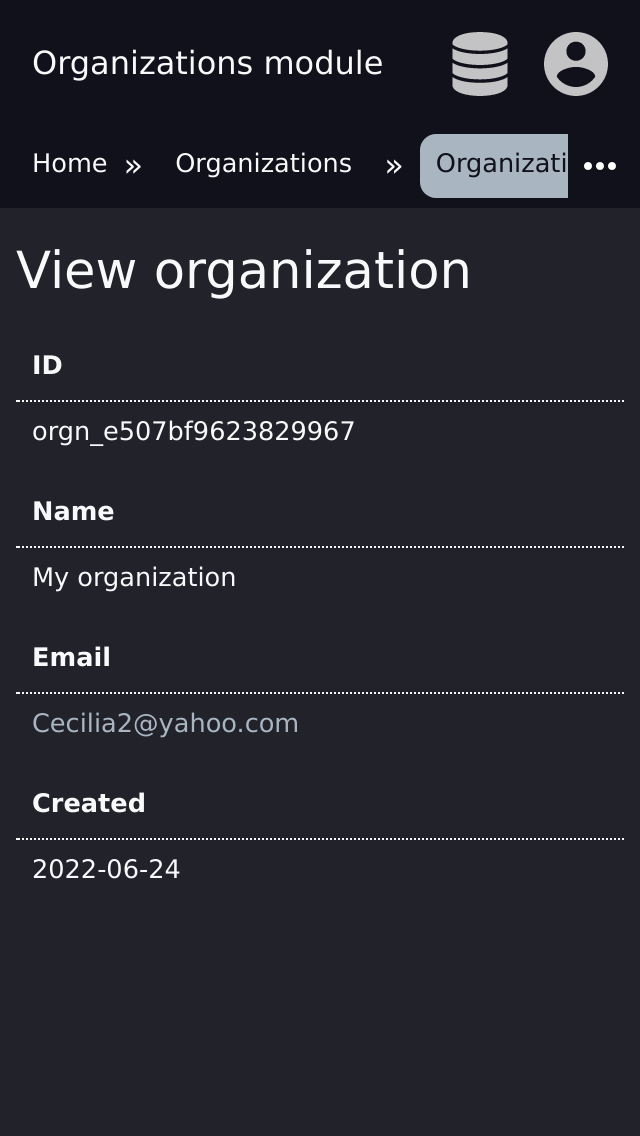 Organizations module
Home » Organizations » Organizati •••
View organization
ID
orgn_e507bf9623829967
Name
My organization
Email
Cecilia2@yahoo.com
Created
2022-06-24